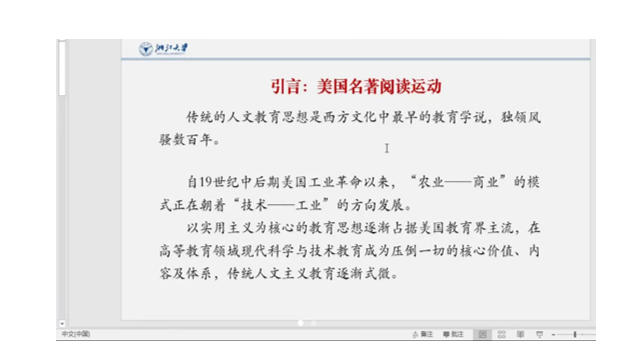 浙江大学
引言：美国名著阅读运动
传统的人文教育思想是西方文化中最早的教育学说，独领风
骚数百年。
自19世纪中后期美国工业革命以来，“农业——商业”的模
式正在朝着“技术——工业”的方向发展。
以实用主义为核心的教育思想逐渐占据美国教育界主流，在
高等教育领域现代科学与技术教育成为压倒一切的核心价值、内
容及体系，传统人文主义教育逐渐式微。
中文(中国)
备注 批注